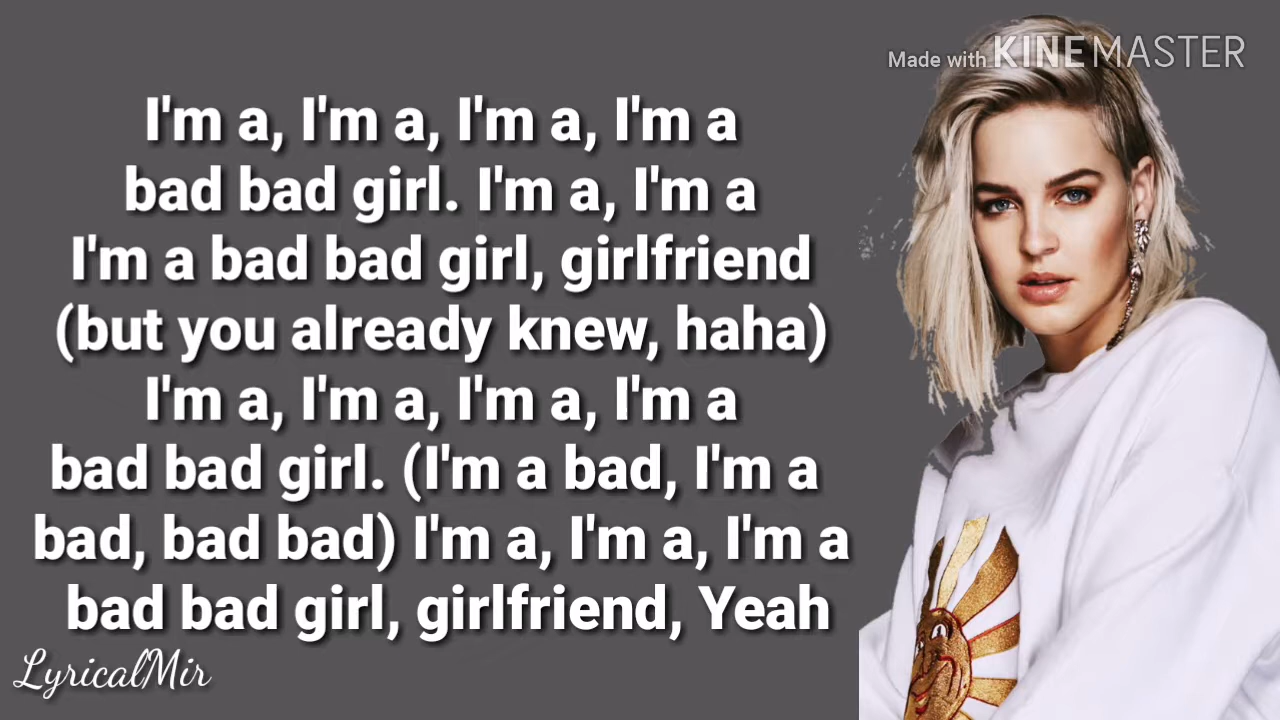 Made with KINEMASTER
I'm a, I'm a, I'm a, I'm a
bad bad girl. I'm a, I'm a
I'm a bad bad girl, girlfriend
(but you already knew, haha)
I'm a, I'm a, I'm a, I'm a
bad bad girl. (I'm a bad, I'm a
bad, bad bad) I'm a, I'm a, I'm a
bad bad girl, girlfriend, Yeah
LyricalMir